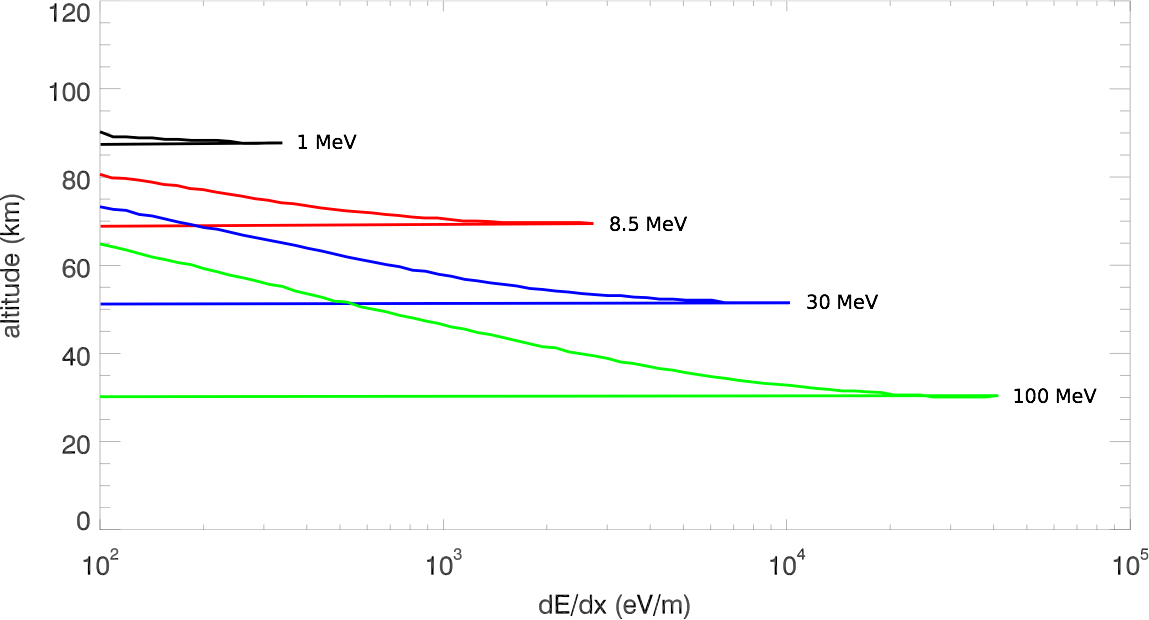 120
100
80
60
40
20
0
altitude (km)
1 MeV
8.5 MeV
30 MeV
100 MeV
10²
10³
10⁴
10⁵
dE/dx (eV/m)